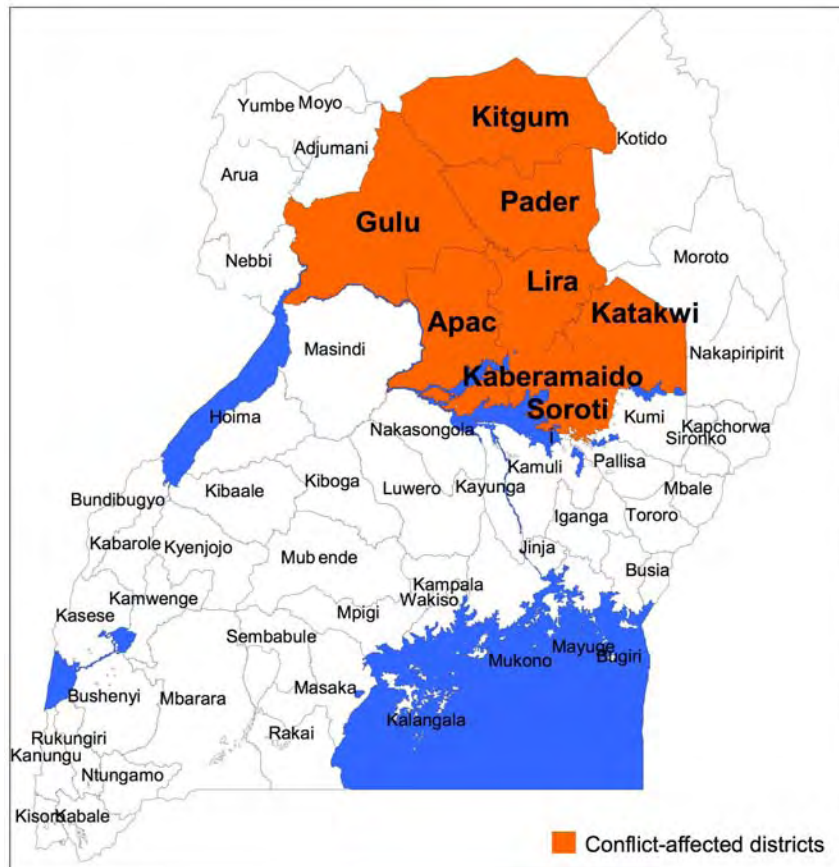 Kitgum
Yumbe
Moyo
Kotido
Adjumani
Arua
Pader
Gulu
Nebbi
Moroto
Lira
Katakwi
Apac
Masindi
Nakapiripirit
Kaberamaido
Hoima
Soroti
Kumi
Kapchorwa
Nakasongola
Sironko
Kamuli
Pallisa
Kiboga
Kibaale
Luwero
Kayunga
Mbale
Bundibugyo
Iganga
Tororo
Kabarole
Kyenjojo
Mubende
Jinja
Busia
Kampala
Kamwenge
Wakiso
Kasese
Mpigi
Sembabule
Mayuge
Mukono
Bugiri
Masaka
Bushenyi
Mbarara
Kalangala
Rakai
Rukungiri
Kanungu
Ntungamo
Kisoro
Kabale
Conflict-affected districts